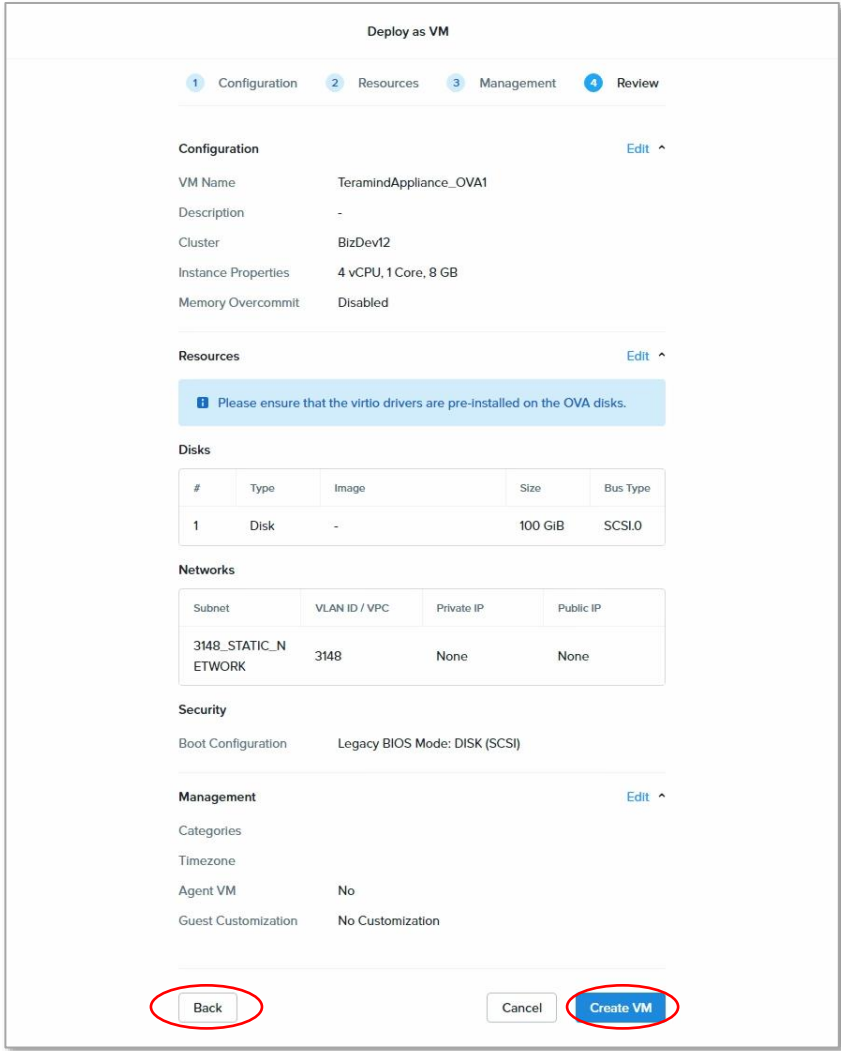 Deploy as VM
1 Configuration 2 Resources 3 Management 4 Review
Configuration Edit
VM Name TeramindAppliance_OVA1
Description -
Cluster BizDev12
Instance Properties 4 vCPU, 1 Core, 8 GB
Memory Overcommit Disabled
Resources Edit
Please ensure that the virtio drivers are pre-installed on the OVA disks.
Disks
# Type Image Size Bus Type
1 Disk - 100 GiB SCSI.0
Networks
Subnet VLAN ID / VPC Private IP Public IP
3148_STATIC_N
ETWORK 3148 None None
Security
Boot Configuration Legacy BIOS Mode: DISK (SCSI)
Management Edit
Categories
Timezone
Agent VM No
Guest Customization No Customization
Back Cancel Create VM